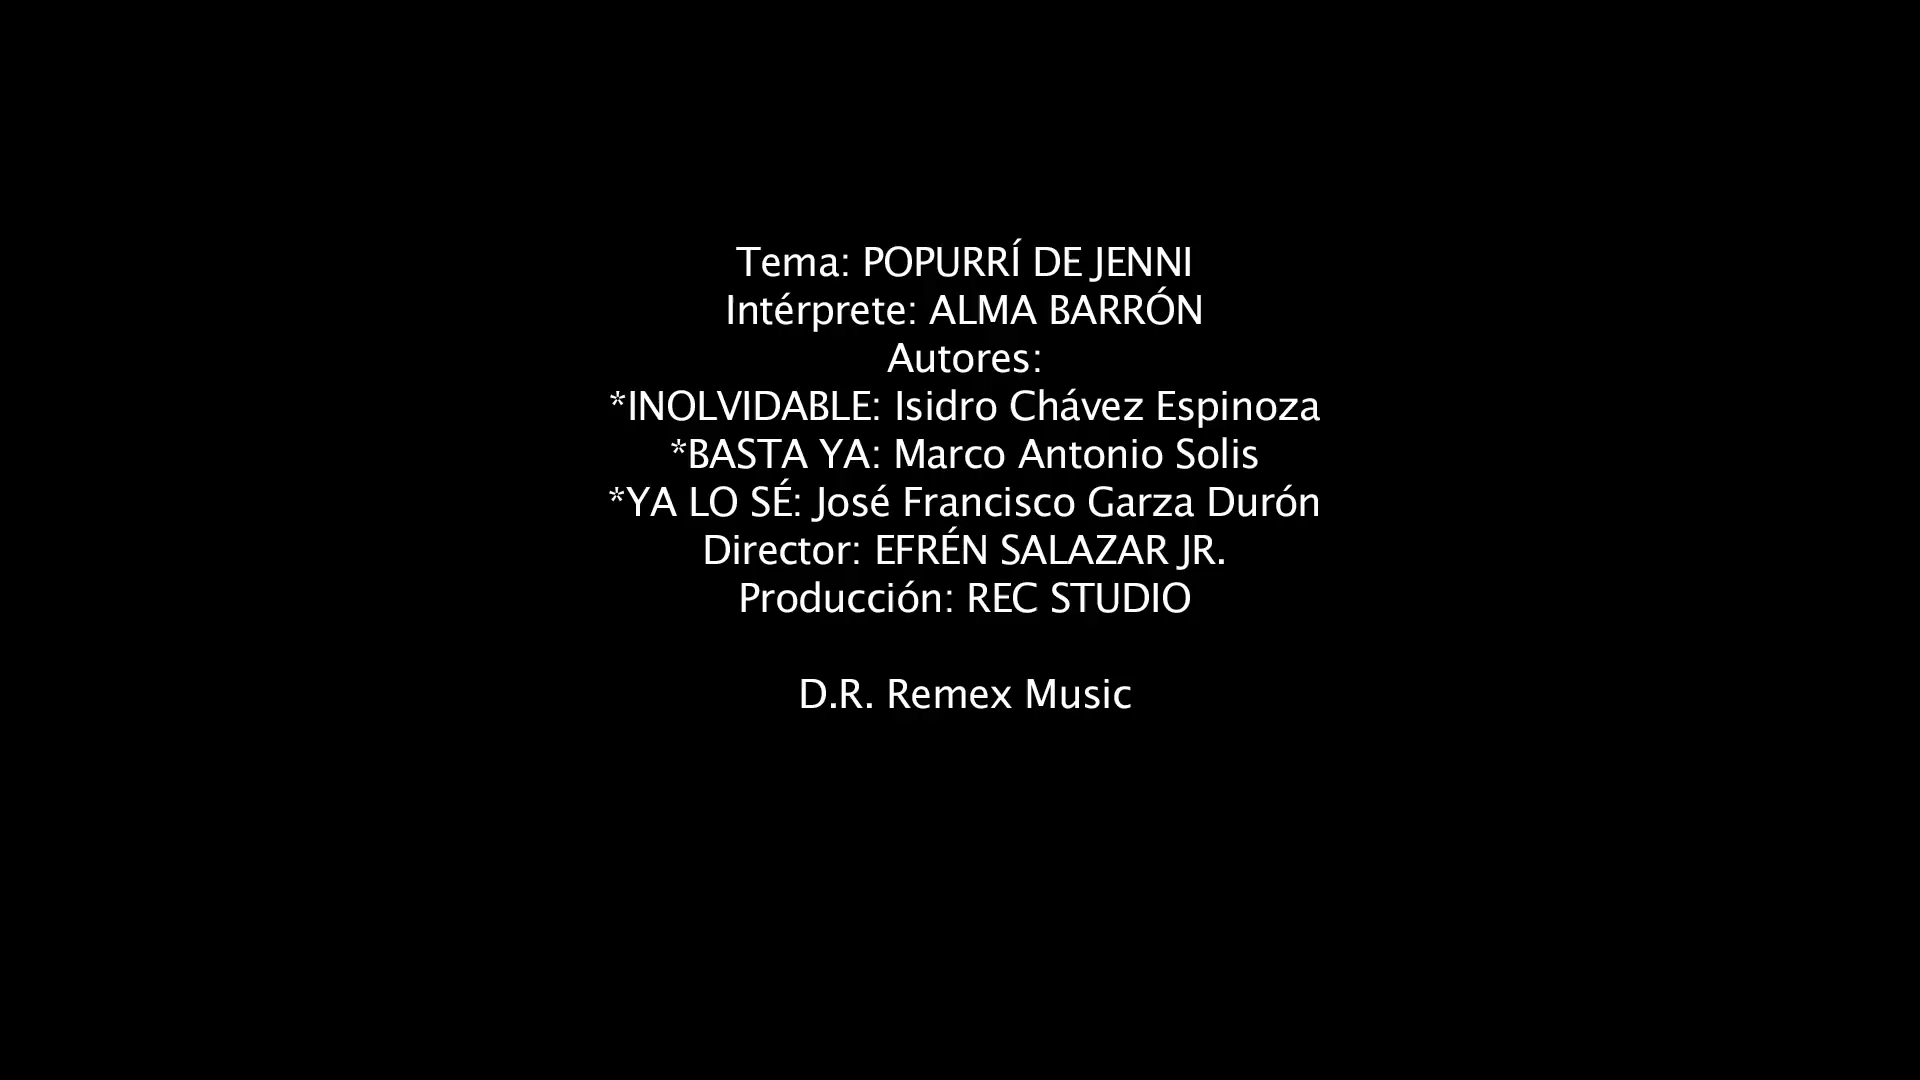 Tema: POPURRÍ DE JENNI
Intérprete: ALMA BARRÓN
Autores:
*INOLVIDABLE: Isidro Chávez Espinoza
*BASTA YA: Marco Antonio Solis
*YA LO SÉ: José Francisco Garza Durón
Director: EFRÉN SALAZAR JR.
Producción: REC STUDIO
D.R. Remex Music